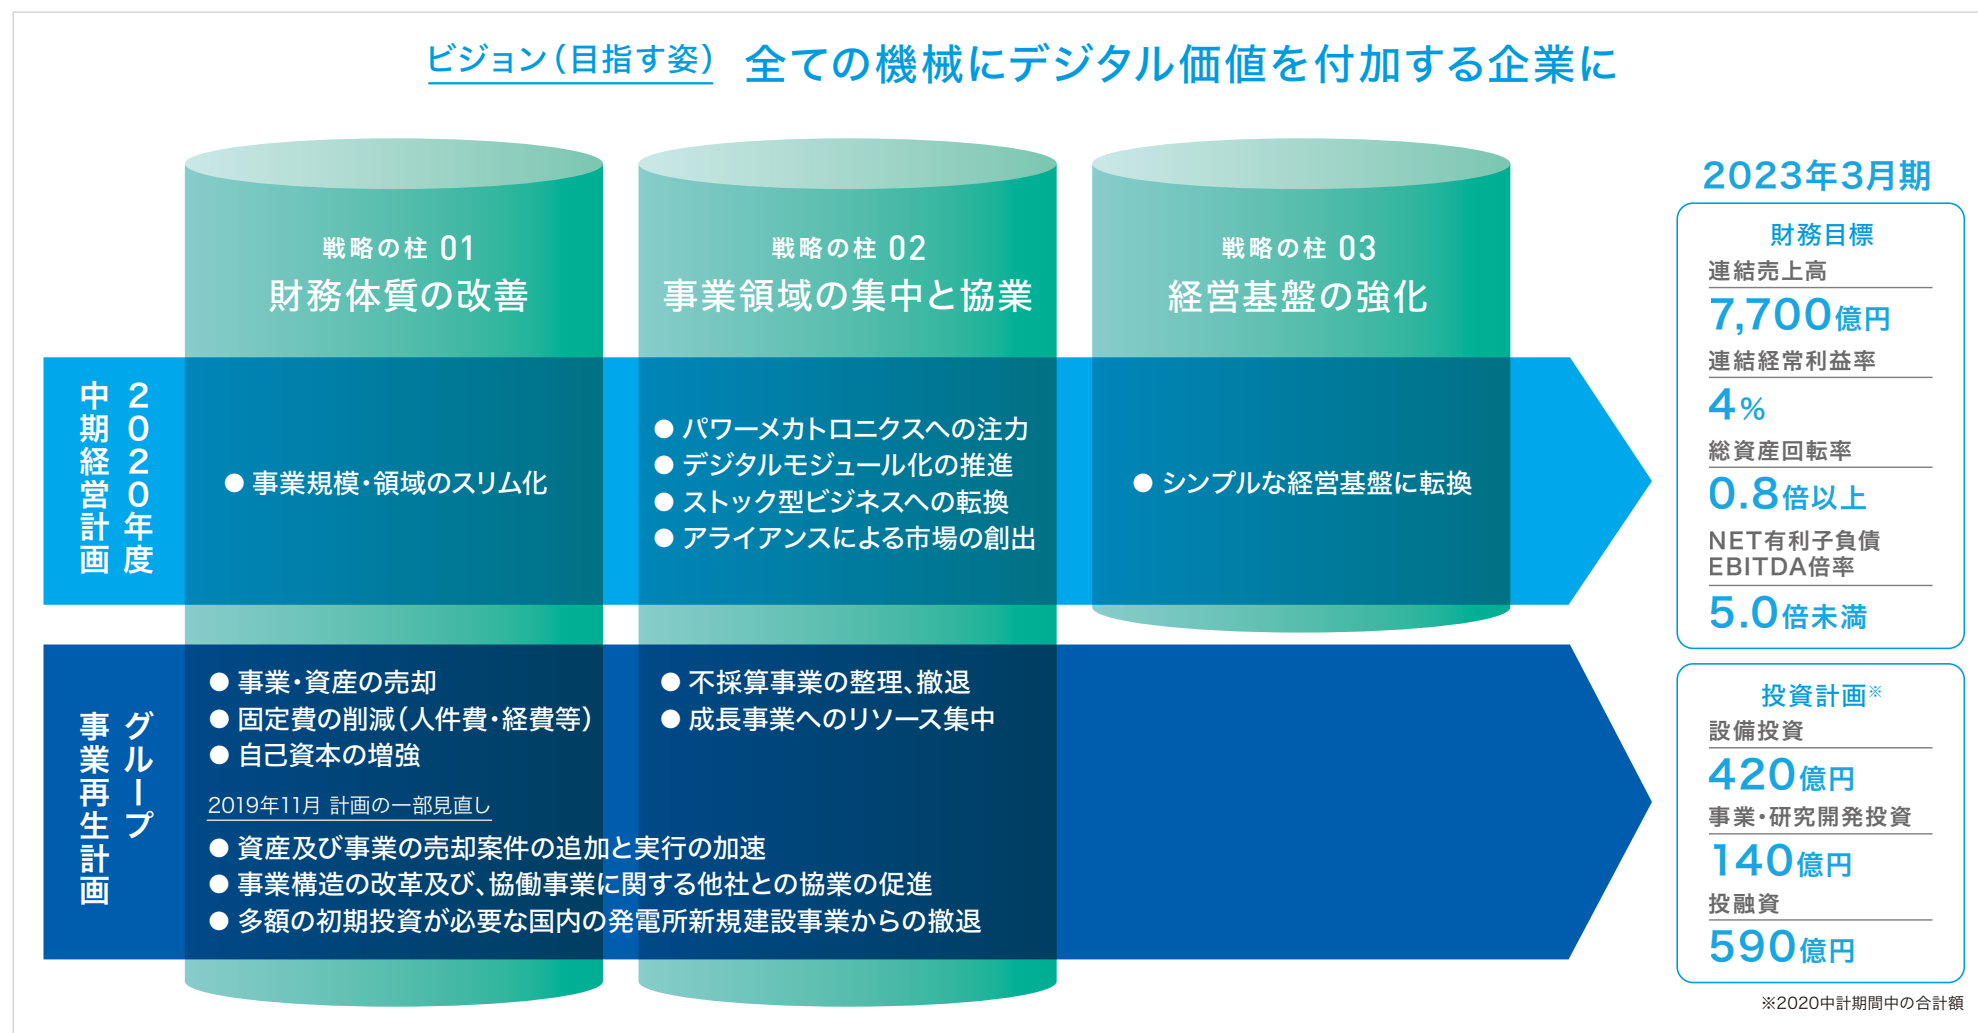 ビジョン(目指す姿) 全ての機械にデジタル価値を付加する企業に
戦略の柱 01
財務体質の改善
戦略の柱 02
事業領域の集中と協業
戦略の柱 03
経営基盤の強化
2020年度
中期経営計画
● 事業規模・領域のスリム化
● パワーメカトロニクスへの注力
● デジタルモジュール化の推進
● ストック型ビジネスへの転換
● アライアンスによる市場の創出
● シンプルな経営基盤に転換
グループ
事業再生計画
● 事業・資産の売却
● 固定費の削減(人件費・経費等)
● 自己資本の増強
● 不採算事業の整理、撤退
● 成長事業へのリソース集中
2019年11月 計画の一部見直し
● 資産及び事業の売却案件の追加と実行の加速
● 事業構造の改革及び、協働事業に関する他社との協業の促進
● 多額の初期投資が必要な国内の発電所新規建設事業からの撤退
2023年3月期
財務目標
連結売上高
7,700億円
連結経常利益率
4%
総資産回転率
0.8倍以上
NET有利子負債
EBITDA倍率
5.0倍未満
投資計画※
設備投資
420億円
事業・研究開発投資
140億円
投融資
590億円
※2020中計期間中の合計額